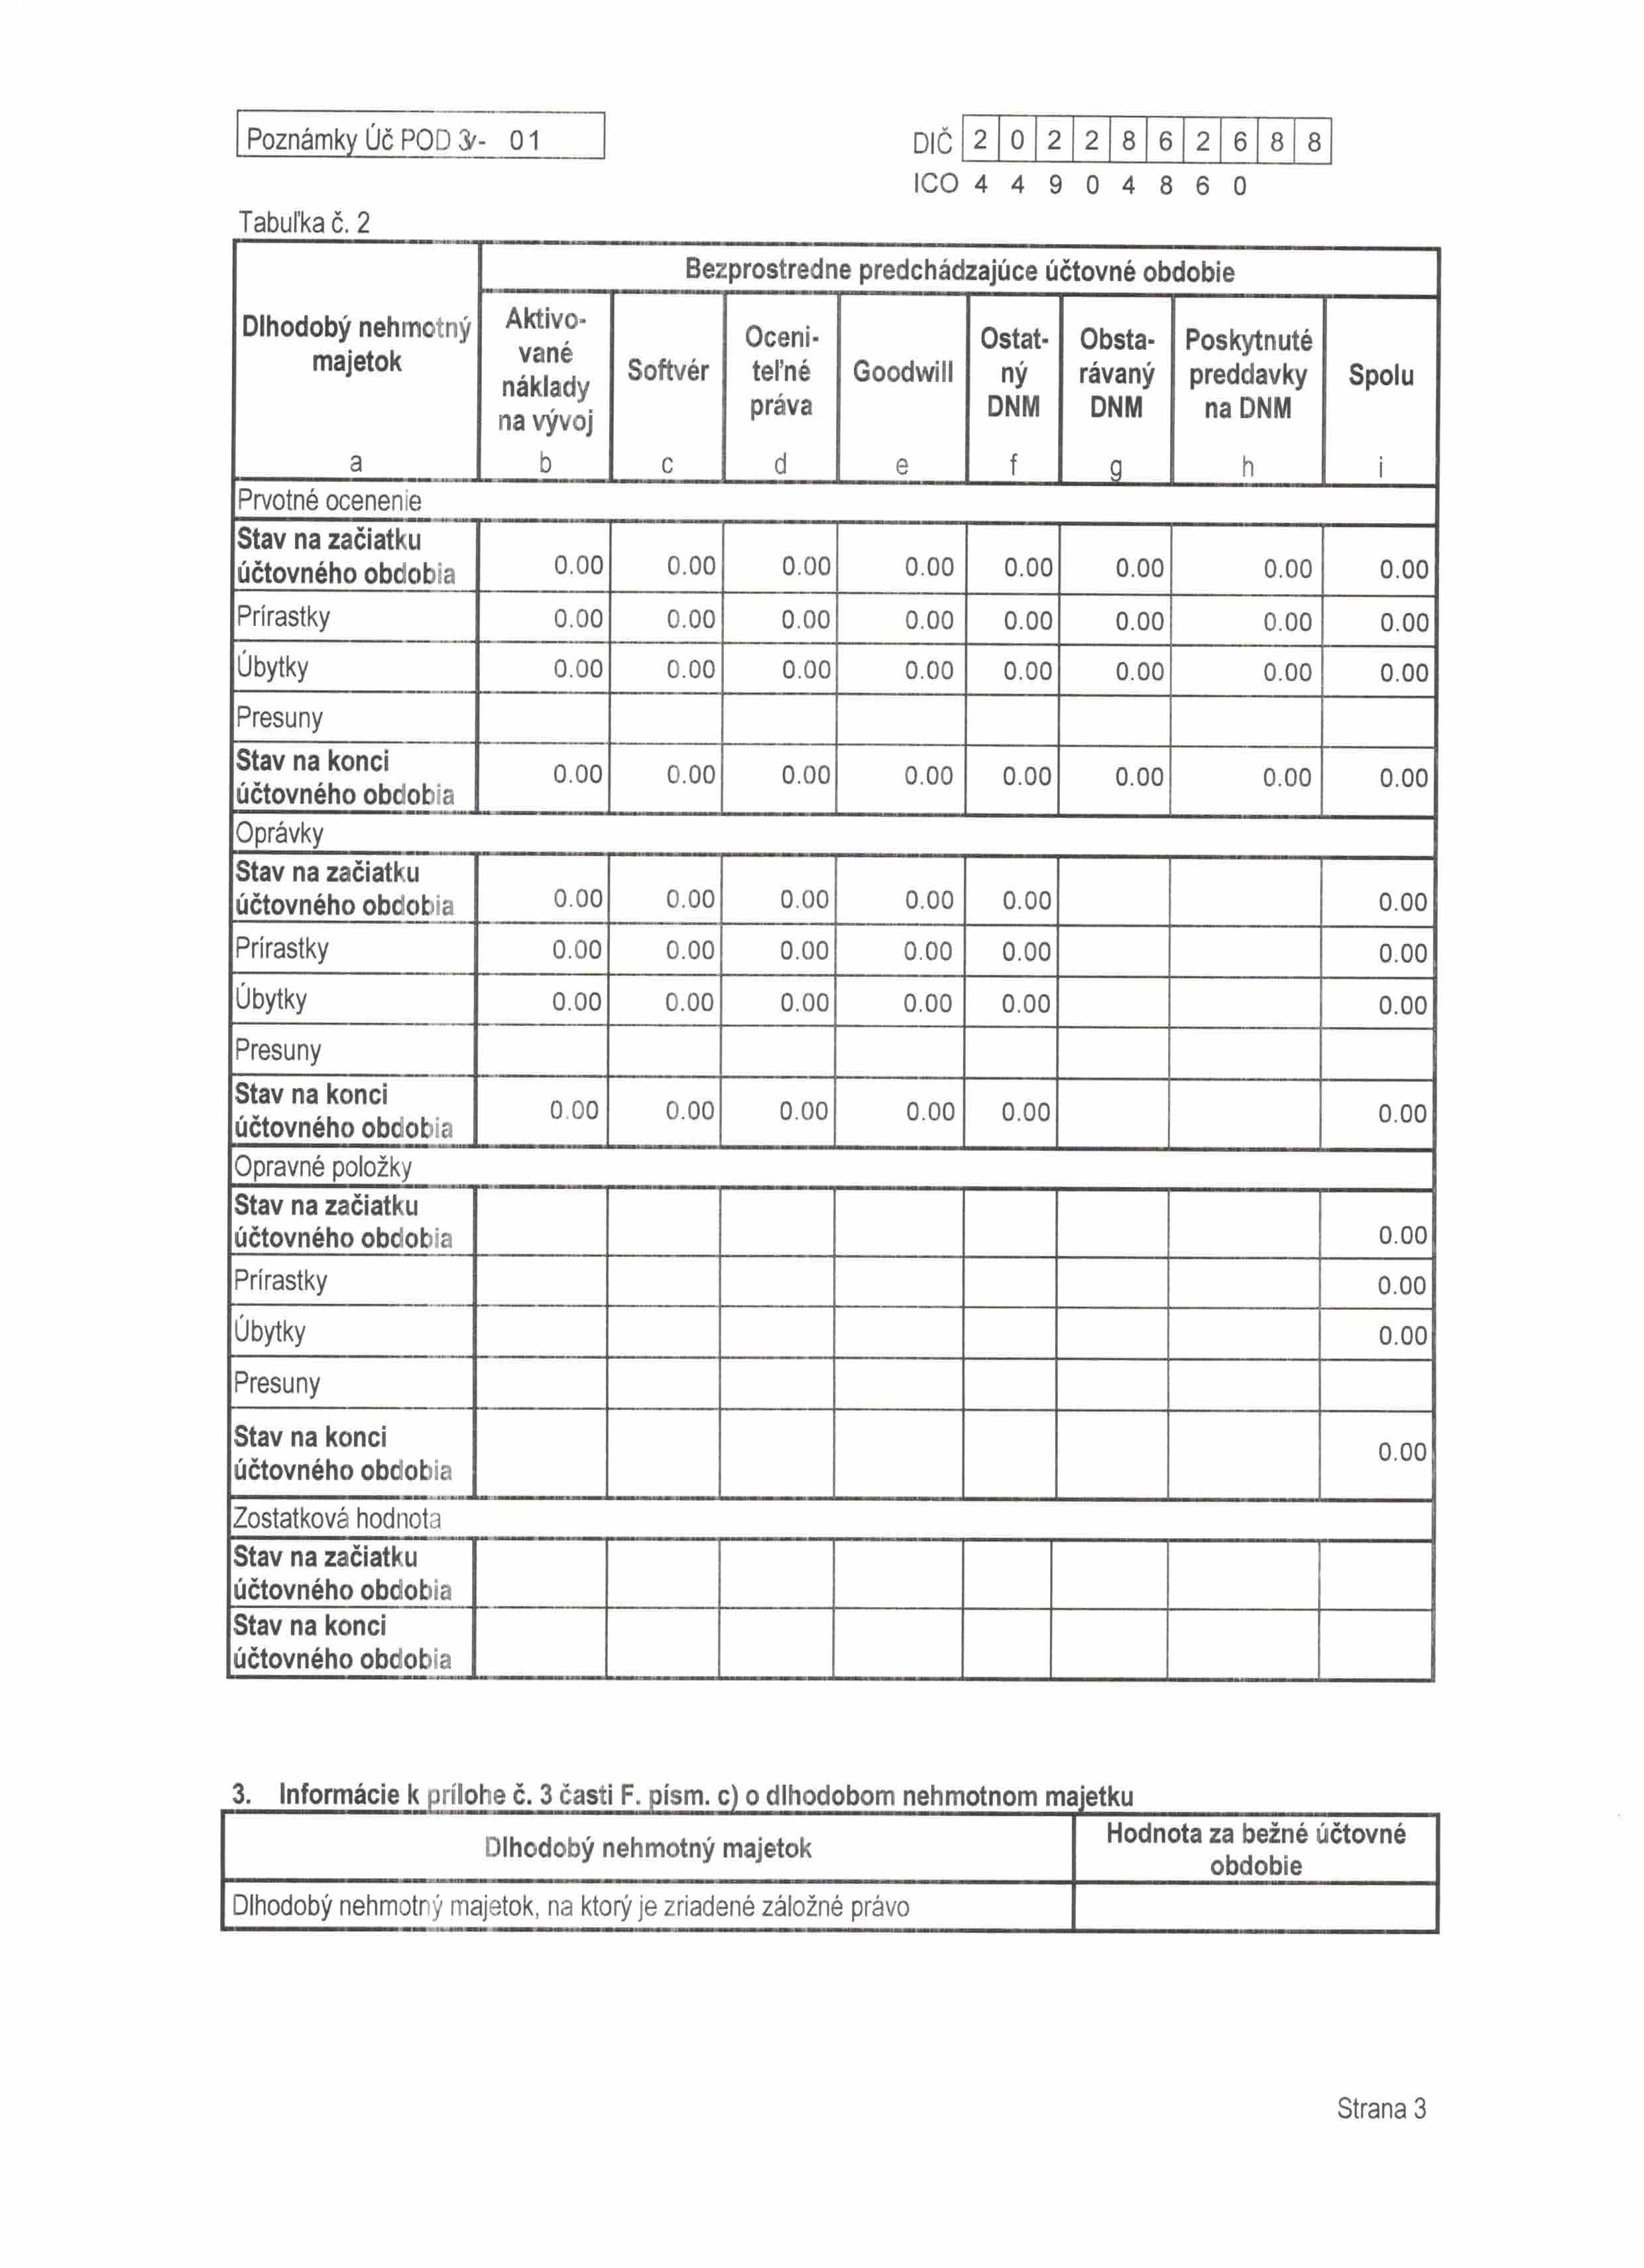 Poznámky Úč POD 3- 01
DIČ 2 0 2 2 8 6 2 6 8 8
ICO 4 4 9 0 4 8 6 0
Tabuľka č. 2
Bezprostredne predchádzajúce účtovné obdobie
Dlhodobý nehmotný majetok Aktivo-vané náklady na vývoj Softvér Oceni-teľné práva Goodwill Ostat-ný DNM Obsta-rávaný DNM Poskytnuté preddavky na DNM Spolu
a b c d e f g h i
Prvotné ocenenie
Stav na začiatku
účtovného obdobia 0.00 0.00 0.00 0.00 0.00 0.00 0.00 0.00
Prírastky 0.00 0.00 0.00 0.00 0.00 0.00 0.00 0.00
Úbytky 0.00 0.00 0.00 0.00 0.00 0.00 0.00 0.00
Presuny
Stav na konci
účtovného obdobia 0.00 0.00 0.00 0.00 0.00 0.00 0.00 0.00
Oprávky
Stav na začiatku
účtovného obdobia 0.00 0.00 0.00 0.00 0.00 0.00
Prírastky 0.00 0.00 0.00 0.00 0.00 0.00
Úbytky 0.00 0.00 0.00 0.00 0.00 0.00
Presuny
Stav na konci
účtovného obdobia 0.00 0.00 0.00 0.00 0.00 0.00
Opravné položky
Stav na začiatku
účtovného obdobia 0.00
Prírastky 0.00
Úbytky 0.00
Presuny
Stav na konci
účtovného obdobia 0.00
Zostatková hodnota
Stav na začiatku
účtovného obdobia
Stav na konci
účtovného obdobia
3. Informácie k prílohe č. 3 časti F. písm. c) o dlhodobom nehmotnom majetku
Dlhodobý nehmotný majetok Hodnota za bežné účtovné obdobie
Dlhodobý nehmotný majetok, na ktorý je zriadené záložné právo
Strana 3